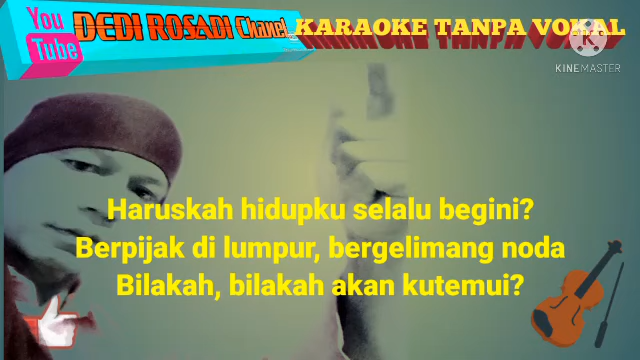 You
Tube
DEDI ROSADI Chanel
KARAOKE TANPA VOKAL
K
KINEMASTER
Haruskah hidupku selalu begini?
Berpijak di lumpur, bergelimang noda
Bilakah, bilakah akan kutemui?